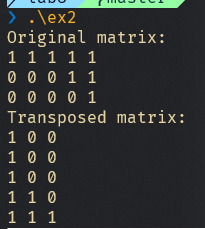 ❯ .\ex2
Original matrix:
1 1 1 1 1
0 0 0 1 1
0 0 0 0 1
Transposed matrix:
1 0 0
1 0 0
1 0 0
1 1 0
1 1 1